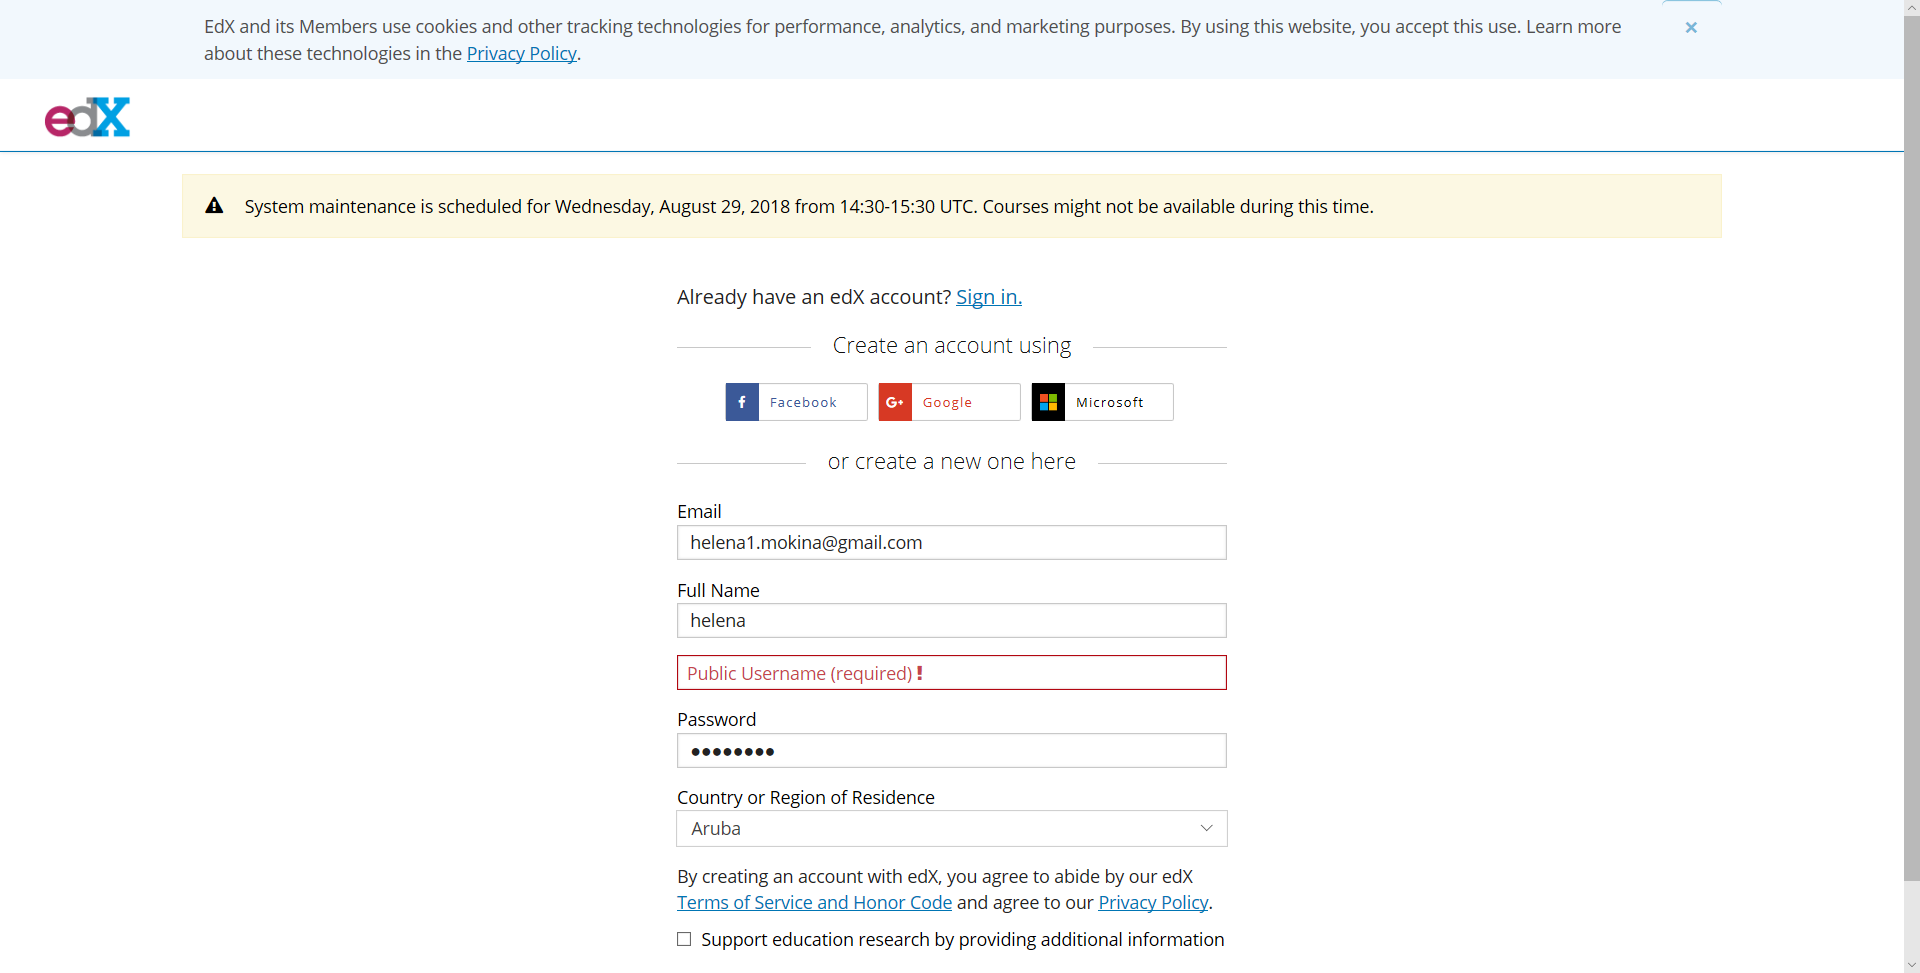 EdX and its Members use cookies and other tracking technologies for performance, analytics, and marketing purposes. By using this website, you accept this use. Learn more
about these technologies in the Privacy Policy.
edX
System maintenance is scheduled for Wednesday, August 29, 2018 from 14:30-15:30 UTC. Courses might not be available during this time.
Already have an edX account? Sign in.
Create an account using
Facebook
G+ Google
Microsoft
or create a new one here
Email
helena1.mokina@gmail.com
Full Name
helena
Public Username (required) !
Password
••••••••
Country or Region of Residence
Aruba
By creating an account with edX, you agree to abide by our edX
Terms of Service and Honor Code and agree to our Privacy Policy.
Support education research by providing additional information